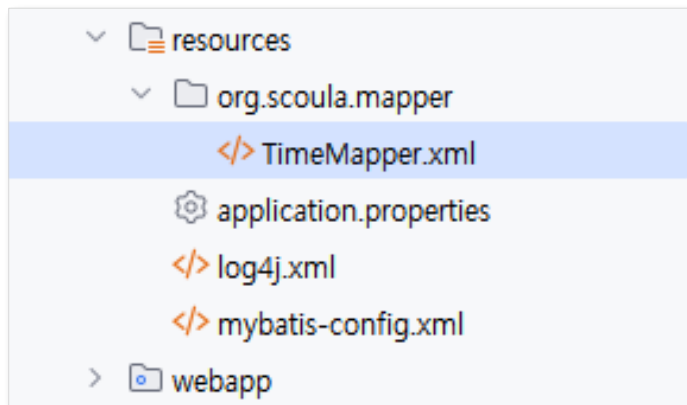 resources
org.scoula.mapper
TimeMapper.xml
application.properties
log4j.xml
mybatis-config.xml
webapp